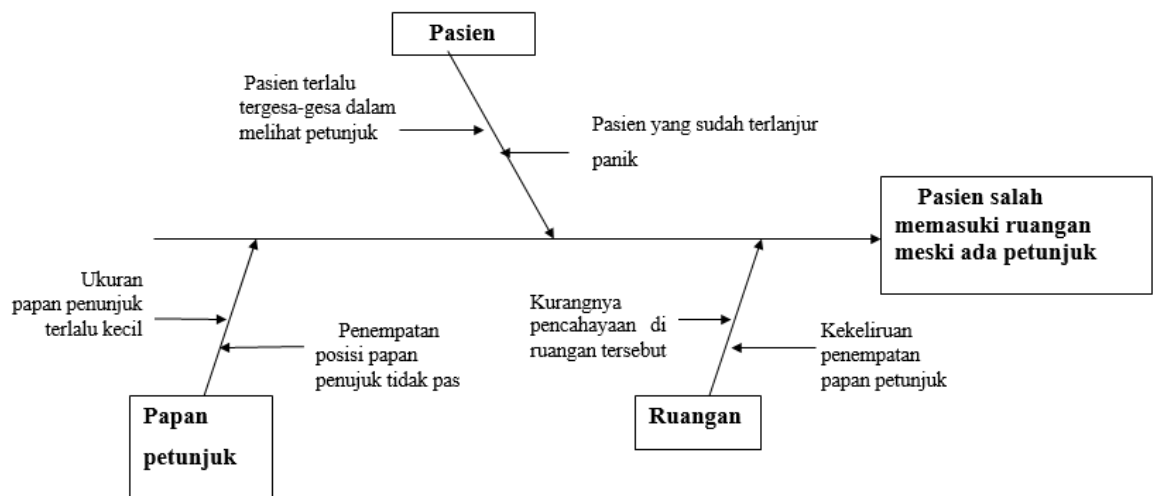 Pasien
Pasien terlalu
tergesa-gesa dalam
melihat petunjuk
Pasien yang sudah terlanjur
panik
Pasien salah
memasuki ruangan
meski ada petunjuk
Ukuran
papan penunjuk
terlalu kecil
Penempatan
posisi papan
penujuk tidak pas
Kurangnya
pencahayaan di
ruangan tersebut
Kekeliruan
penempatan
papan petunjuk
Papan
petunjuk
Ruangan